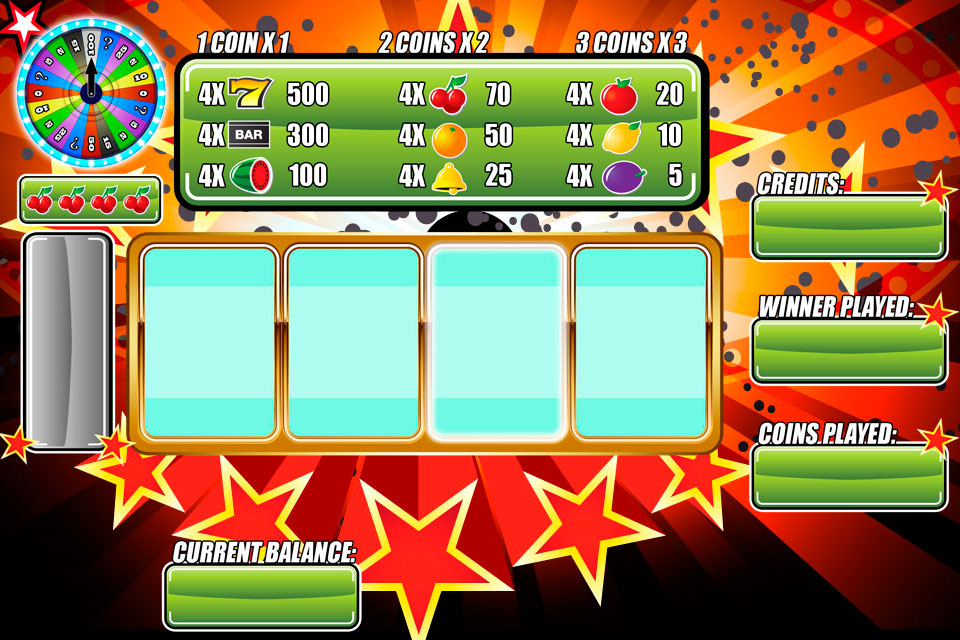 1 COIN X 1 2 COINS X 2 3 COINS X 3
4X 500 4X 70 4X 20
4X BAR 300 4X 50 4X 10
4X 100 4X 25 4X 5
CREDITS:
WINNER PLAYED:
COINS PLAYED:
CURRENT BALANCE: